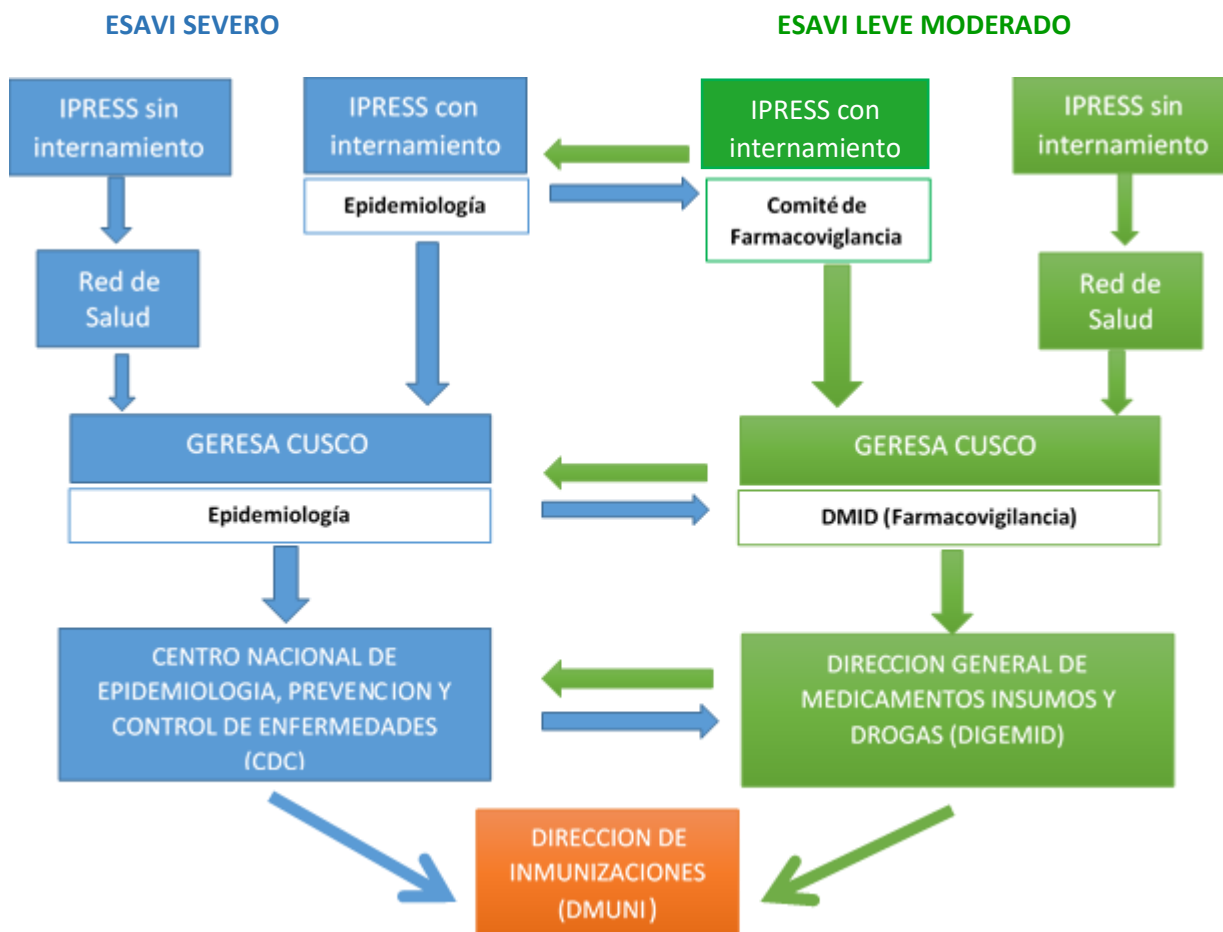 ESAVI SEVERO
ESAVI LEVE MODERADO
IPRESS sin
internamiento
IPRESS con
internamiento
Epidemiología
IPRESS con
internamiento
Comité de
Farmacoviglancia
IPRESS sin
internamiento
Red de
Salud
Red de
Salud
GERESA CUSCO
Epidemiología
GERESA CUSCO
DMID (Farmacovigilancia)
CENTRO NACIONAL DE
EPIDEMIOLOGIA, PREVENCION Y
CONTROL DE ENFERMEDADES
(CDC)
DIRECCION GENERAL DE
MEDICAMENTOS INSUMOS Y
DROGAS (DIGEMID)
DIRECCION DE
INMUNIZACIONES
(DMUNI)